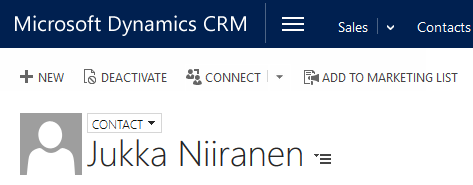 Microsoft Dynamics CRM Sales Contacts
NEW DEACTIVATE CONNECT ADD TO MARKETING LIST
CONTACT
Jukka Niiranen